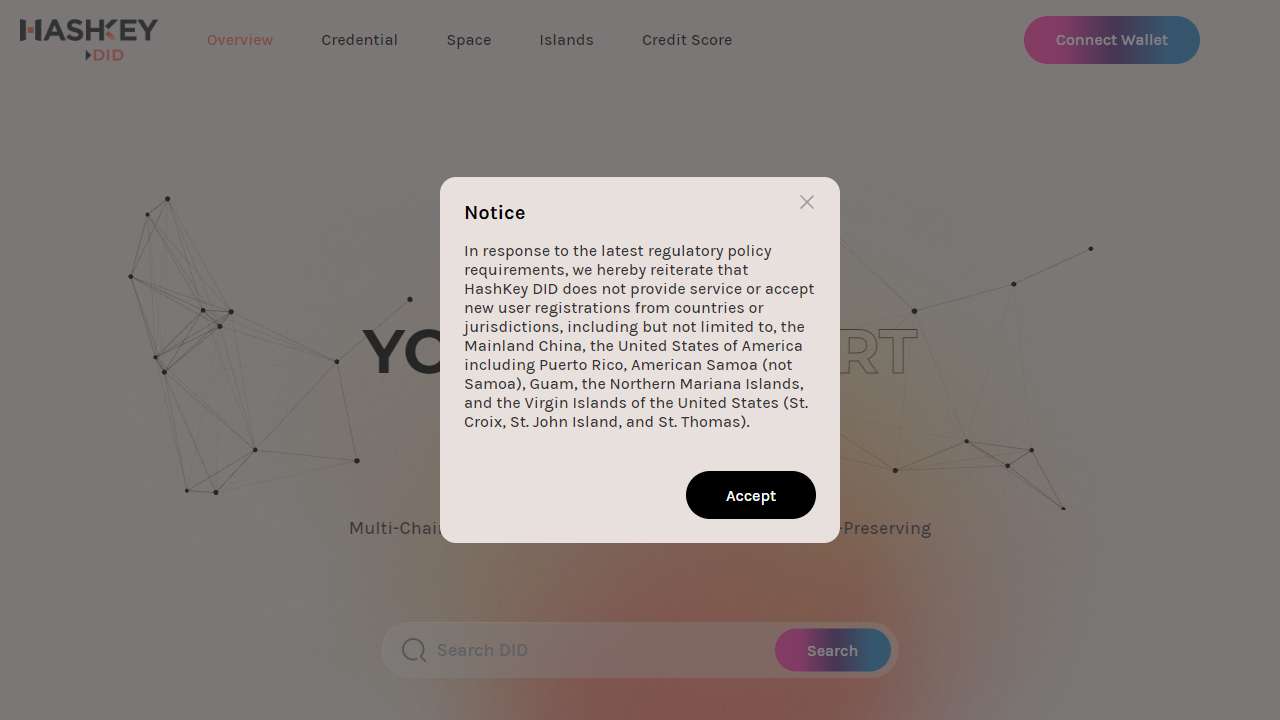 HASHKEY
DID
Overview
Credential
Space
Islands
Credit Score
Connect Wallet
Notice
In response to the latest regulatory policy
requirements, we hereby reiterate that
HashKey DID does not provide service or accept
new user registrations from countries or
jurisdictions, including but not limited to, the
Mainland China, the United States of America
including Puerto Rico, American Samoa (not
Samoa), Guam, the Northern Mariana Islands,
and the Virgin Islands of the United States (St.
Croix, St. John Island, and St. Thomas).
Accept
YO
RT
Multi-Chai
-Preserving
Search DID
Search